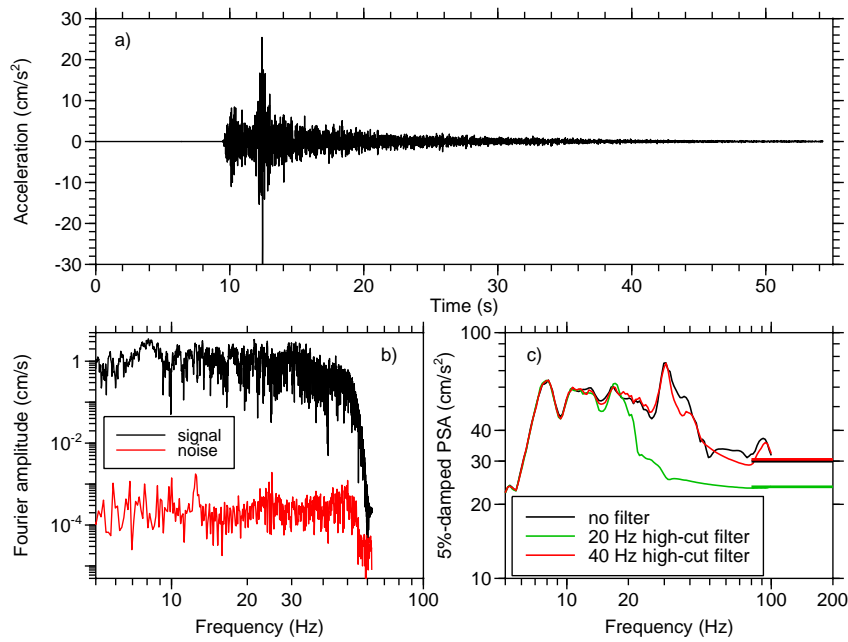 a)
Acceleration (cm/s²)
30
20
10
0
-10
-20
-30
0 10 20 30 40 50
Time (s)
b)
Fourier amplitude (cm/s)
1
10⁻²
10⁻⁴
signal
noise
10 20 30 100
Frequency (Hz)
c)
5%-damped PSA (cm/s²)
100
40
30
20
10
no filter
20 Hz high-cut filter
40 Hz high-cut filter
10 20 100 200
Frequency (Hz)